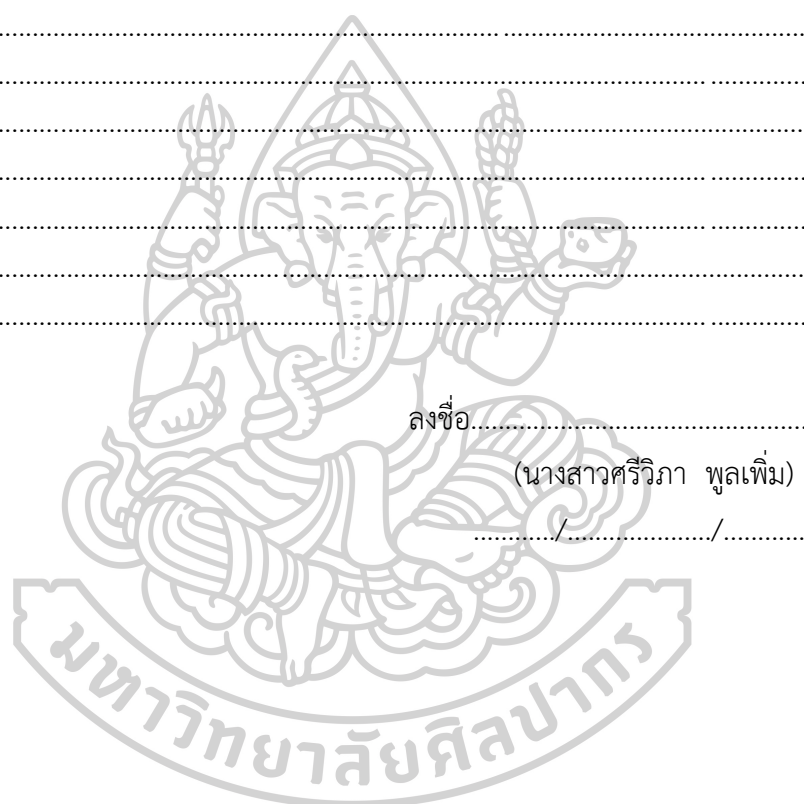 ........................................................................ ............................................
...................................................................................................... ..............
....................................................................................................................
...................................................................................................... ..............
...................................................................................................... ..............
......................................... ..........................................................................
...................................................................................................... ..............
ลงชื่อ................................................
(นางสาวศรีวิภา พูลเพิ่ม)
............/...................../............
มหาวิทยาลัยศิลปากร